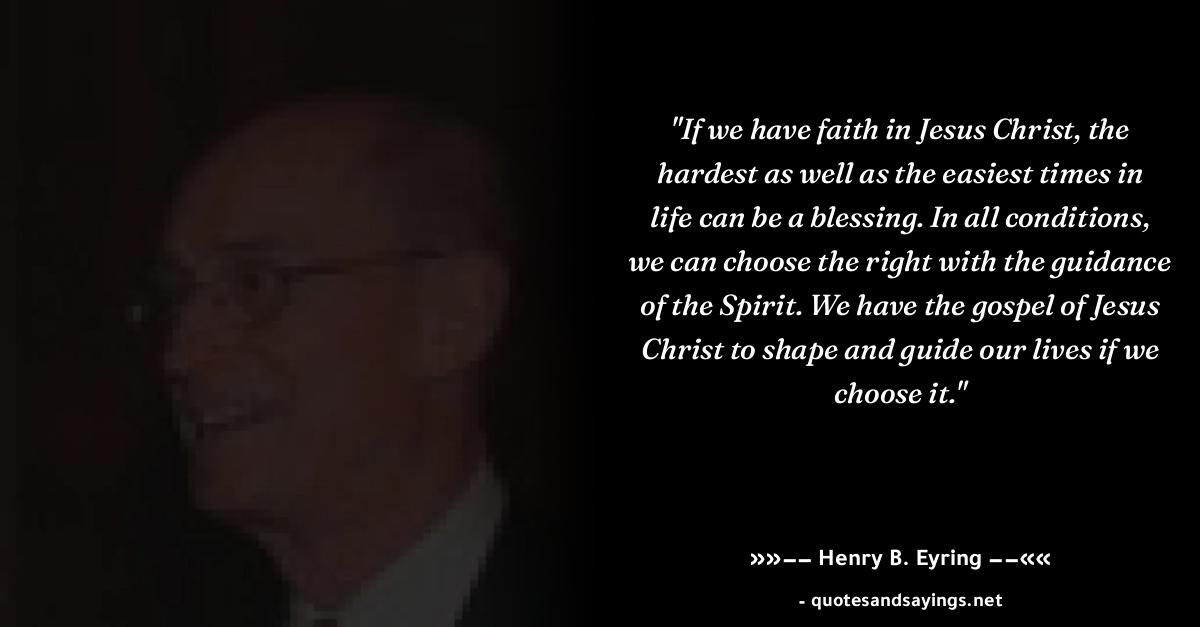 "If we have faith in Jesus Christ, the
hardest as well as the easiest times in
life can be a blessing. In all conditions,
we can choose the right with the guidance
of the Spirit. We have the gospel of Jesus
Christ to shape and guide our lives if we
choose it."
»»–– Henry B. Eyring ––««
- quotesandsayings.net